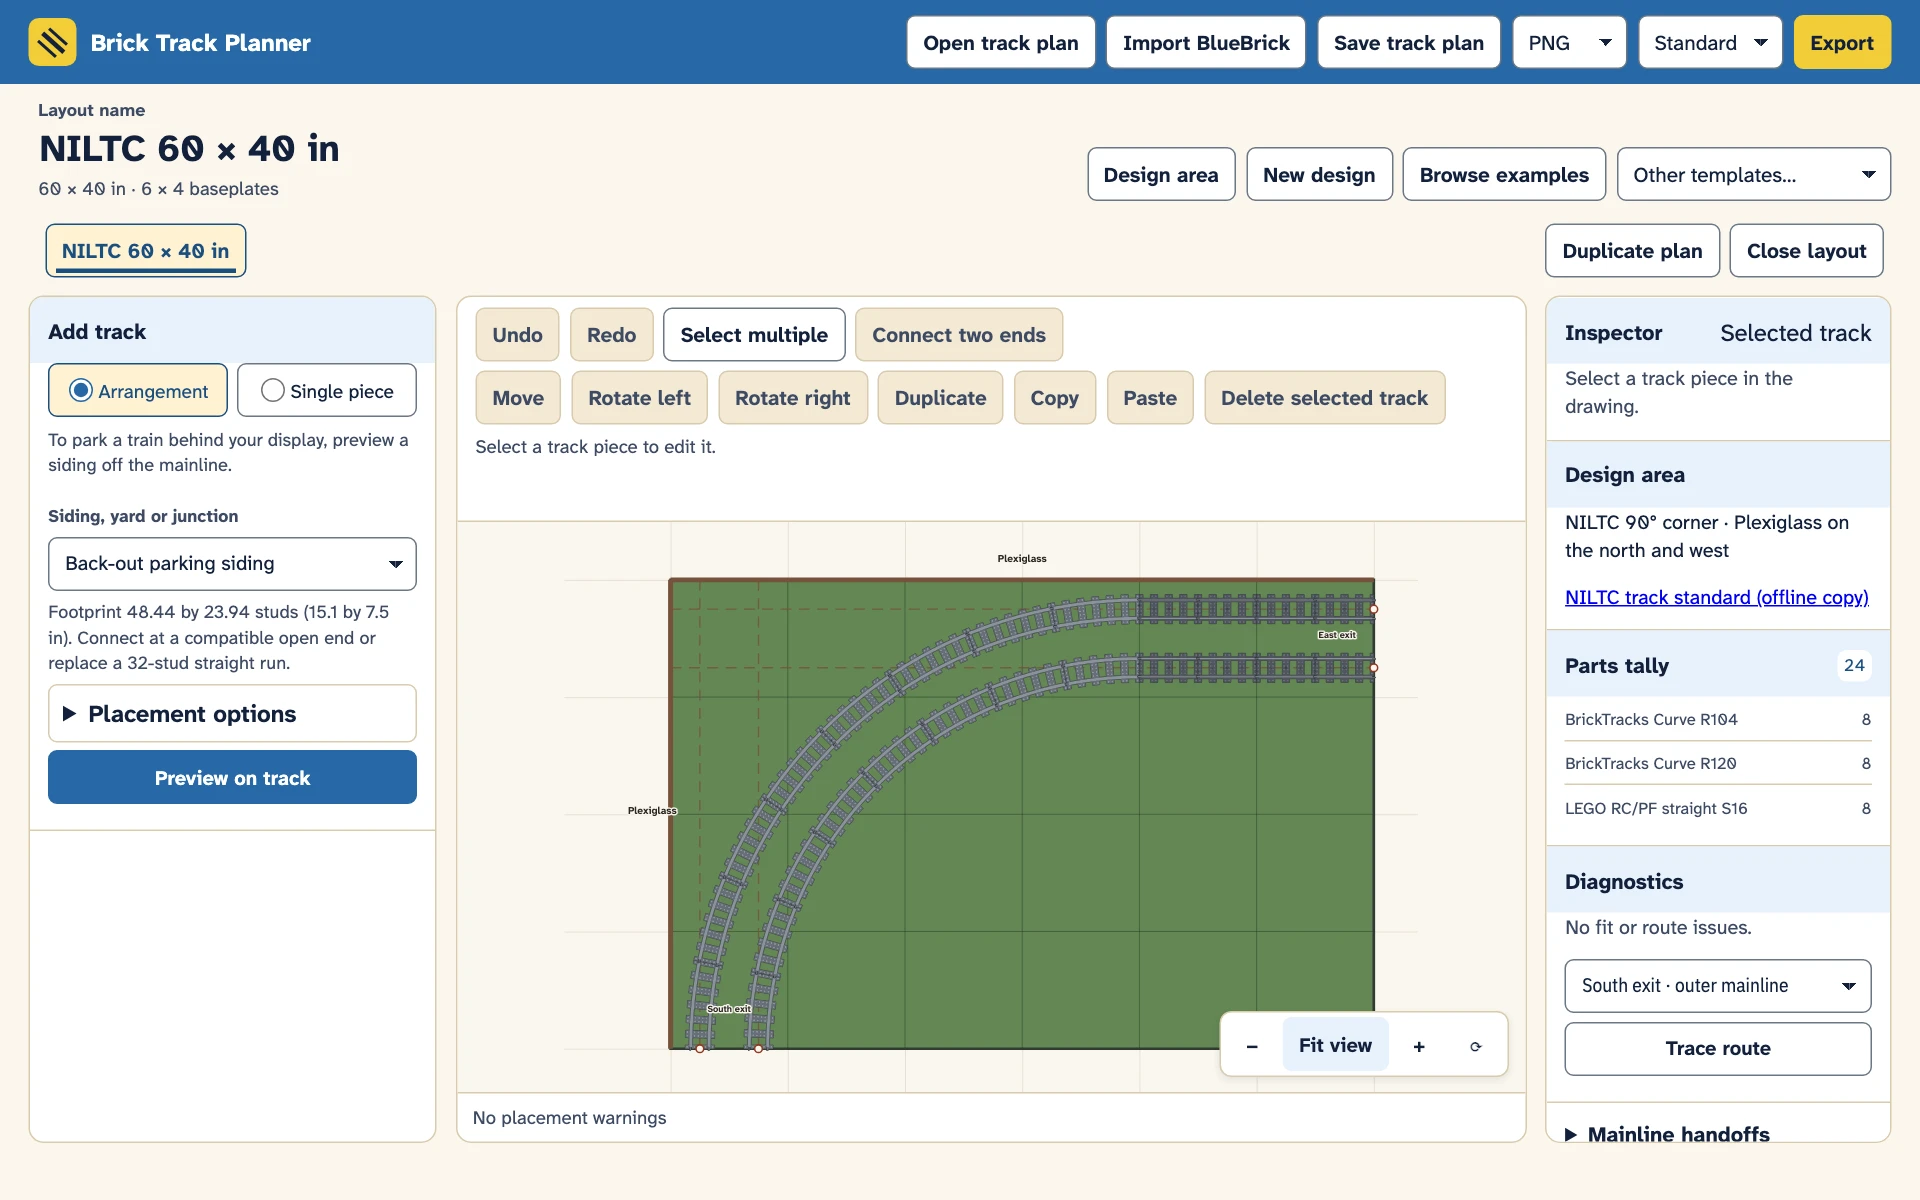 Brick Track Planner
Open track plan
Import BlueBrick
Save track plan
PNG
Standard
Export
Layout name
NILTC 60 × 40 in
60 × 40 in · 6 × 4 baseplates
Design area
New design
Browse examples
Other templates...
NILTC 60 × 40 in
Duplicate plan
Close layout
Add track
Arrangement
Single piece
To park a train behind your display, preview a
siding off the mainline.
Siding, yard or junction
Back-out parking siding
Footprint 48.44 by 23.94 studs (15.1 by 7.5
in). Connect at a compatible open end or
replace a 32-stud straight run.
Placement options
Preview on track
Undo
Redo
Select multiple
Connect two ends
Move
Rotate left
Rotate right
Duplicate
Copy
Paste
Delete selected track
Select a track piece to edit it.
Plexiglass
East exit
Plexiglass
South exit
− Fit view + ⟳
No placement warnings
Inspector
Selected track
Select a track piece in the
drawing.
Design area
NILTC 90° corner · Plexiglass on
the north and west
NILTC track standard (offline copy)
Parts tally 24
BrickTracks Curve R104 8
BrickTracks Curve R120 8
LEGO RC/PF straight S16 8
Diagnostics
No fit or route issues.
South exit · outer mainline
Trace route
Mainline handoffs